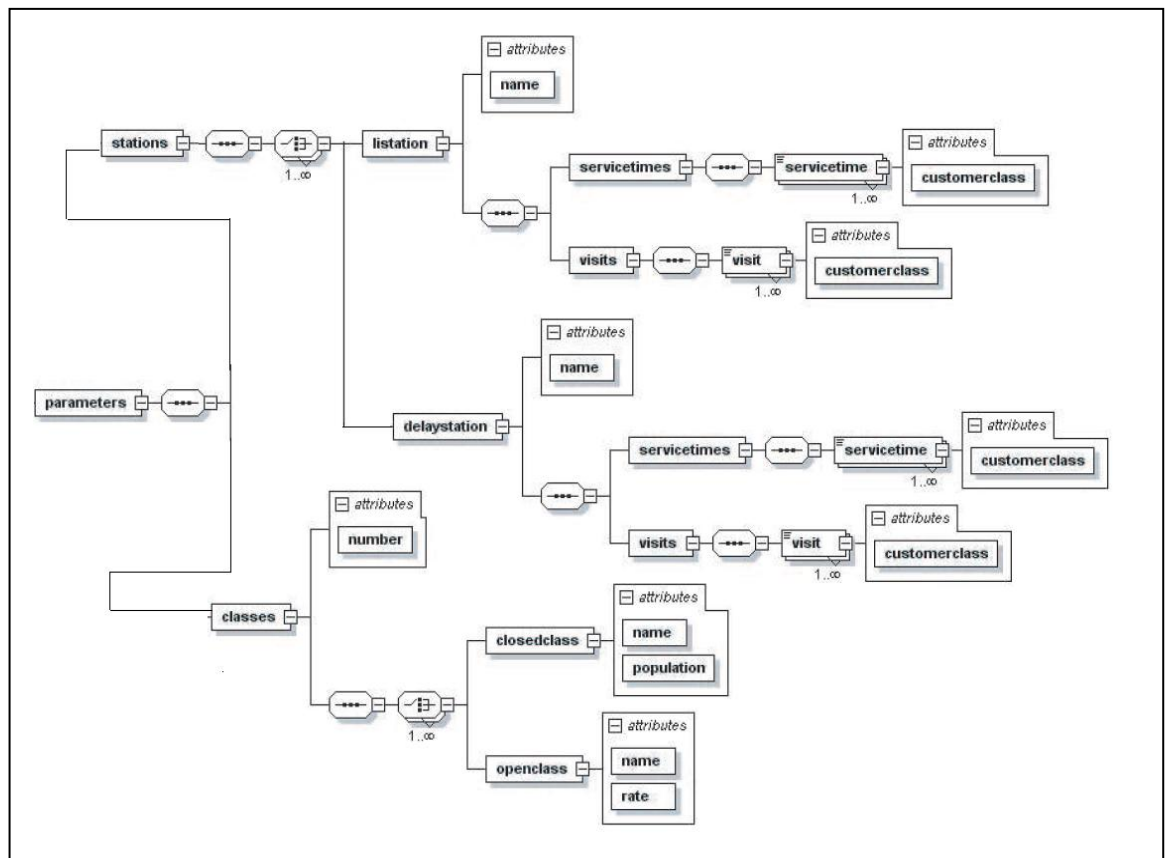 attributes
name
stations
listation
1..∞
servicetimes
servicetime
1..∞
attributes
customerclass
visits
visit
1..∞
attributes
customerclass
attributes
name
parameters
delaystation
servicetimes
servicetime
1..∞
attributes
customerclass
visits
visit
1..∞
attributes
customerclass
attributes
number
classes
1..∞
closedclass
attributes
name
population
openclass
attributes
name
rate